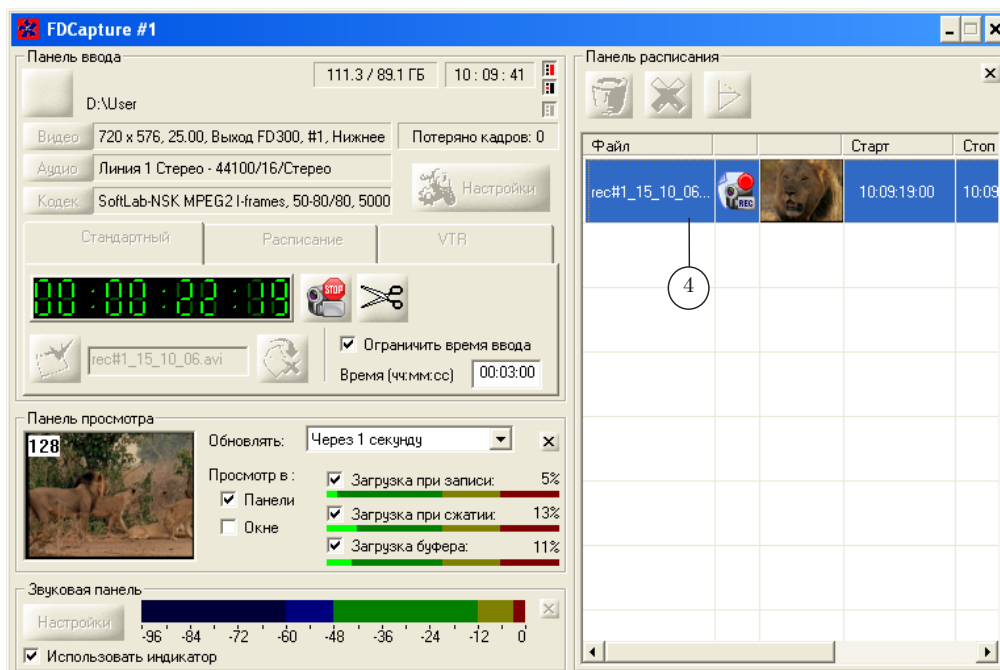 FDCapture #1
Панель ввода
111.3 / 89.1 ГБ
10 : 09 : 41
D:\User
Видео
720 x 576, 25.00, Выход FD300, #1, Нижнее
Потеряно кадров: 0
Аудио
Линия 1 Стерео - 44100/16/Стерео
Кодек
SoftLab-NSK MPEG2 I-frames, 50-80/80, 5000
Настройки
Стандартный
Расписание
VTR
00:00:22:19
STOP
rec#1_15_10_06.avi
Ограничить время ввода
Время (чч:мм:сс)
00:03:00
Панель просмотра
128
Обновлять:
Через 1 секунду
Просмотр в :
Панели
Окне
Загрузка при записи:
5%
Загрузка при сжатии:
13%
Загрузка буфера:
11%
Звуковая панель
Настройки
-96 -84 -72 -60 -48 -36 -24 -12 0
Использовать индикатор
Панель расписания
Файл
Старт
Стоп
rec#1_15_10_06...
REC
10:09:19:00
10:09
4